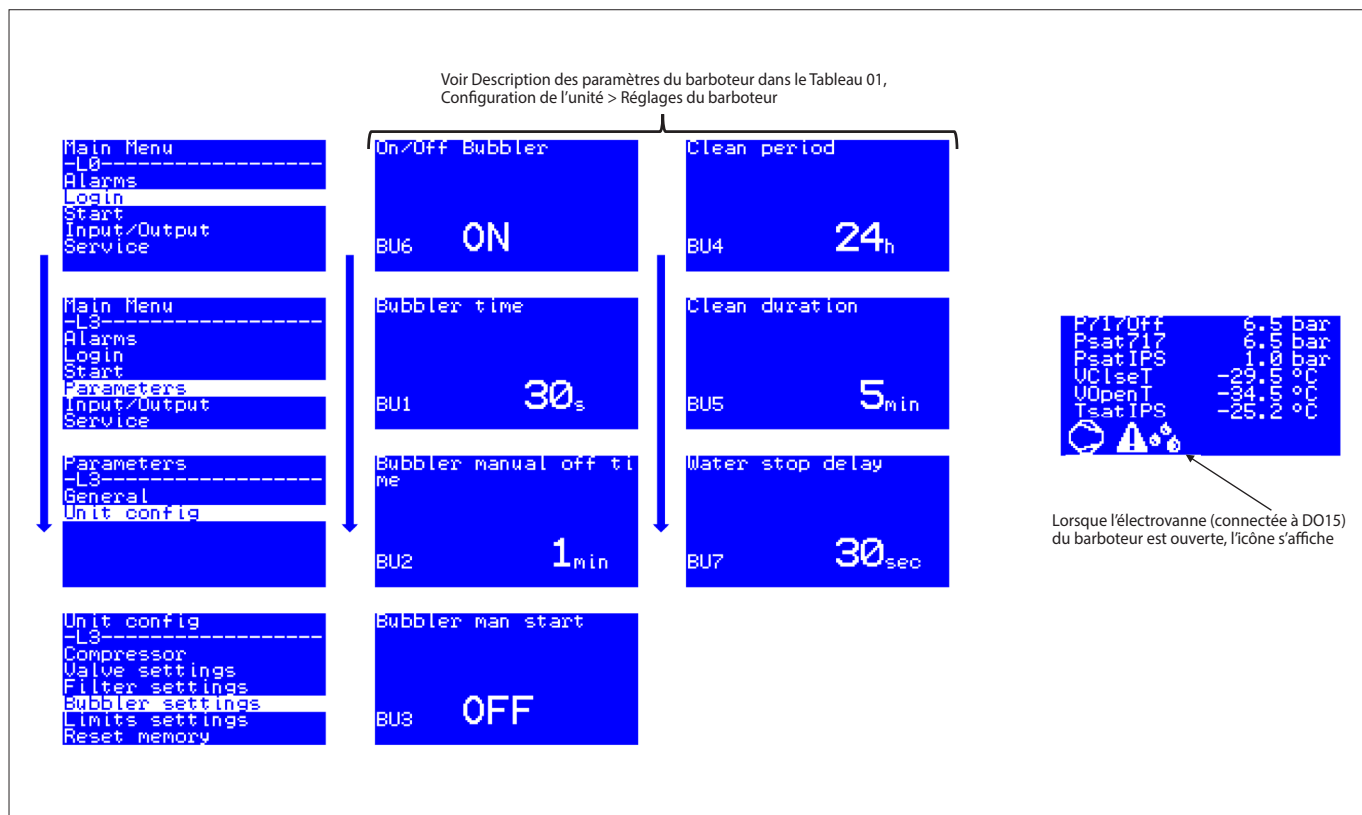 Voir Description des paramètres du barboteur dans le Tableau 01,
Configuration de l'unité > Réglages du barboteur
Main Menu
-L0------------------
Alarms
Login
Start
Input/Output
Service
Main Menu
-L3------------------
Alarms
Login
Start
Parameters
Input/Output
Service
Parameters
-L3------------------
General
Unit config
Unit config
-L3------------------
Compressor
Valve settings
Filter settings
Bubbler settings
Limits settings
Reset memory
On/Off Bubbler
BU6 ON
Bubbler time
BU1 30s
Bubbler manual off ti
me
BU2 1min
Bubbler man start
BU3 OFF
Clean period
BU4 24h
Clean duration
BU5 5min
Water stop delay
BU7 30sec
P717Off 6.5 bar
Psat717 6.5 bar
PsatIPS 1.0 bar
VClseT -29.5 °C
VOpenT -34.5 °C
TsatIPS -25.2 °C
Lorsque l'électrovanne (connectée à DO15)
du barboteur est ouverte, l'icône s'affiche